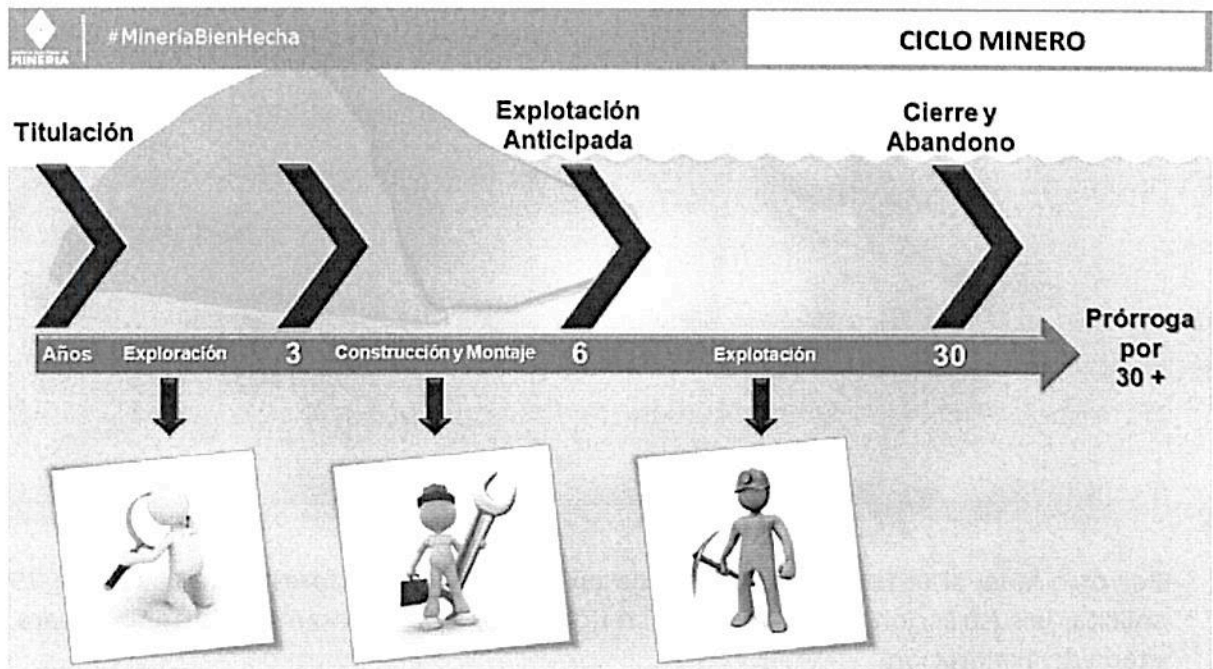 #MineríaBienHecha
MINERÍA
CICLO MINERO
Titulación
Explotación
Anticipada
Cierre y
Abandono
Años
Exploración
3
Construcción y Montaje
6
Explotación
30
Prórroga
por
30 +